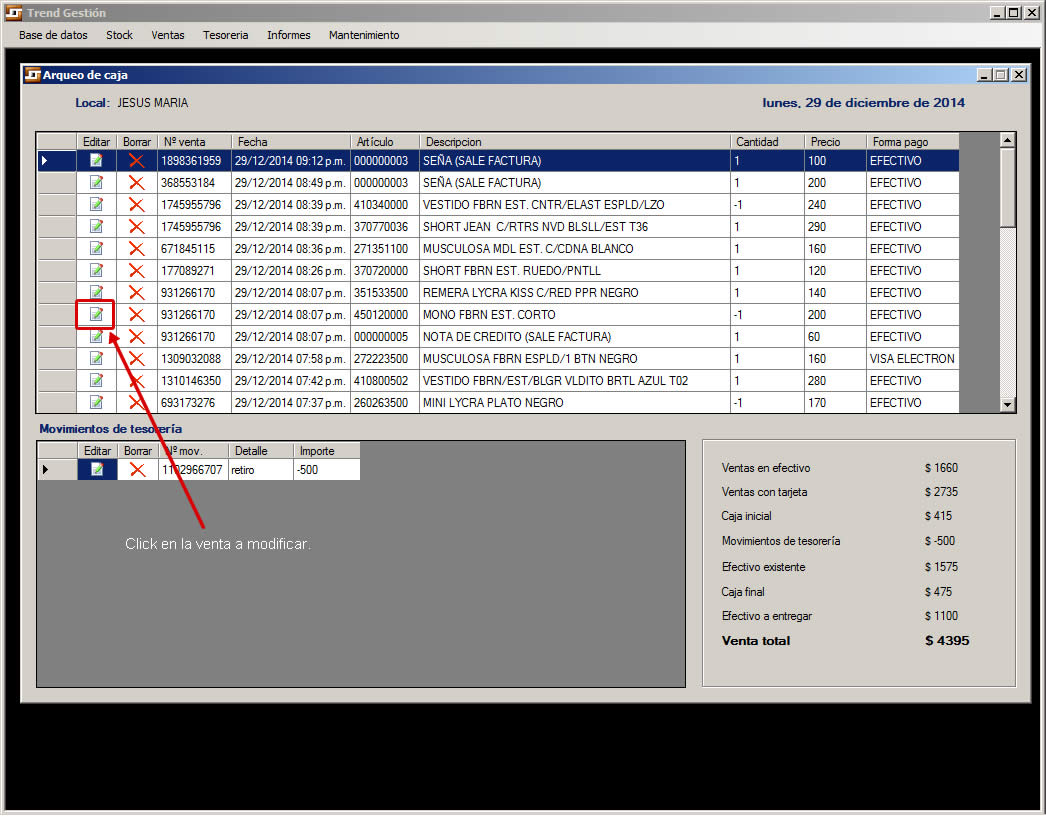 Trend Gestión
Base de datos Stock Ventas Tesoreria Informes Mantenimiento
Arqueo de caja
Local: JESUS MARIA lunes, 29 de diciembre de 2014
Editar Borrar Nº venta Fecha Artículo Descripcion Cantidad Precio Forma pago
1898361959 29/12/2014 09:12 p.m. 000000003 SEÑA (SALE FACTURA) 1 100 EFECTIVO
368553184 29/12/2014 08:49 p.m. 000000003 SEÑA (SALE FACTURA) 1 200 EFECTIVO
1745955796 29/12/2014 08:39 p.m. 410340000 VESTIDO FBRN EST. CNTR/ELAST ESPLD/LZO -1 240 EFECTIVO
1745955796 29/12/2014 08:39 p.m. 370770036 SHORT JEAN C/RTRS NVD BLSLL/EST T36 1 290 EFECTIVO
671845115 29/12/2014 08:36 p.m. 271351100 MUSCULOSA MDL EST. C/CDNA BLANCO 1 160 EFECTIVO
177089271 29/12/2014 08:26 p.m. 370720000 SHORT FBRN EST. RUEDO/PNTLL 1 120 EFECTIVO
931266170 29/12/2014 08:07 p.m. 351533500 REMERA LYCRA KISS C/RED PPR NEGRO 1 140 EFECTIVO
931266170 29/12/2014 08:07 p.m. 450120000 MONO FBRN EST. CORTO -1 200 EFECTIVO
931266170 29/12/2014 08:07 p.m. 000000005 NOTA DE CREDITO (SALE FACTURA) 1 60 EFECTIVO
1309032088 29/12/2014 07:58 p.m. 272223500 MUSCULOSA FBRN ESPLD/1 BTN NEGRO 1 160 VISA ELECTRON
1310146350 29/12/2014 07:42 p.m. 410800502 VESTIDO FBRN/EST/BLGR VLDITO BRTL AZUL T02 1 280 EFECTIVO
693173276 29/12/2014 07:37 p.m. 260263500 MINI LYCRA PLATO NEGRO -1 170 EFECTIVO
Movimientos de tesorería
Editar Borrar Nº mov. Detalle Importe
1102966707 retiro -500
Click en la venta a modificar.
Ventas en efectivo $ 1660
Ventas con tarjeta $ 2735
Caja inicial $ 415
Movimientos de tesorería $ -500
Efectivo existente $ 1575
Caja final $ 475
Efectivo a entregar $ 1100
Venta total $ 4395